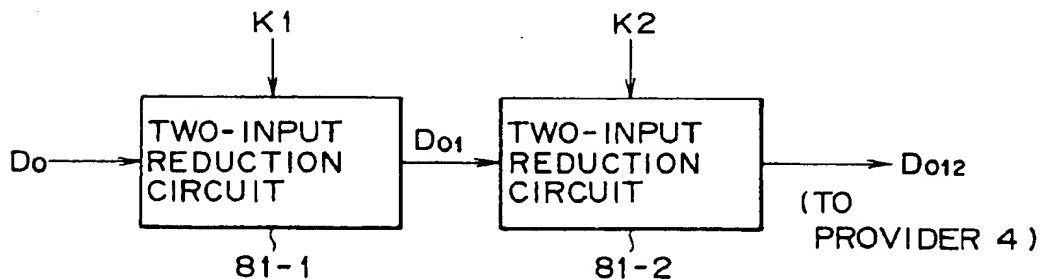 K1
K2
Do
TWO-INPUT
REDUCTION
CIRCUIT
Do1
TWO-INPUT
REDUCTION
CIRCUIT
Do12
(TO
PROVIDER 4)
81-1
81-2